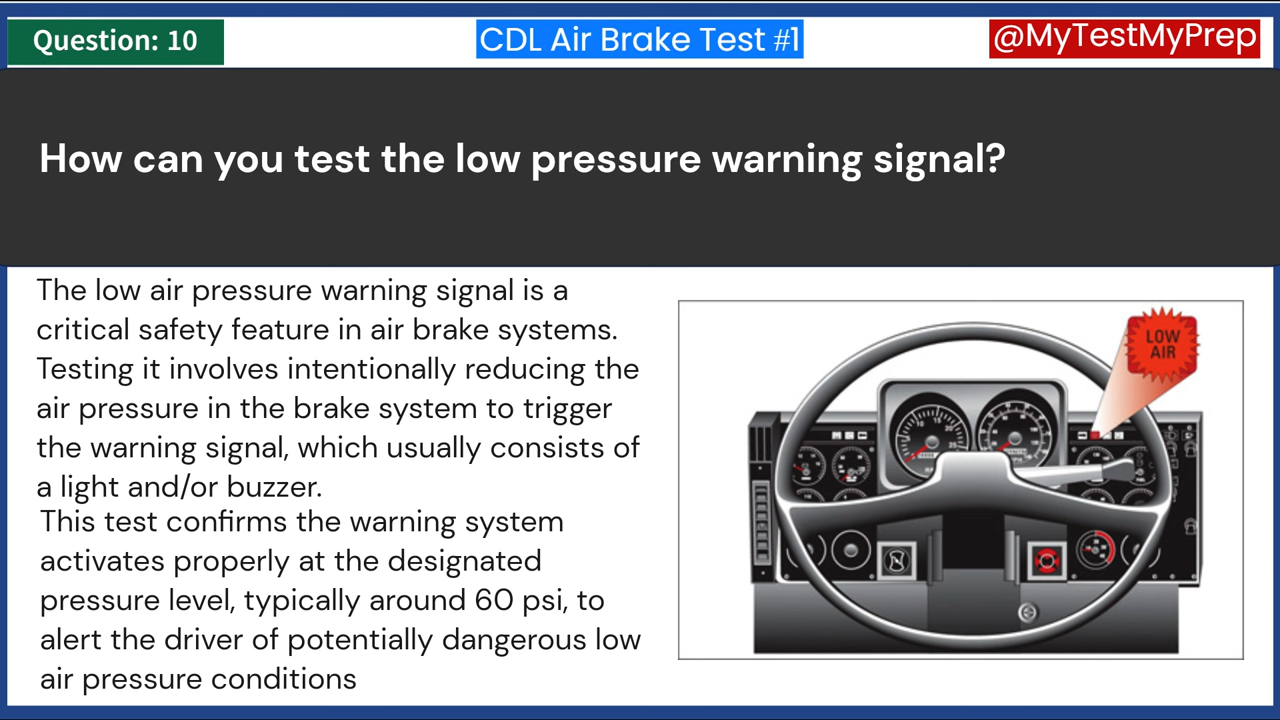 Question: 10
CDL Air Brake Test #1
@MyTestMyPrep
How can you test the low pressure warning signal?
The low air pressure warning signal is a
critical safety feature in air brake systems.
Testing it involves intentionally reducing the
air pressure in the brake system to trigger
the warning signal, which usually consists of
a light and/or buzzer.
This test confirms the warning system
activates properly at the designated
pressure level, typically around 60 psi, to
alert the driver of potentially dangerous low
air pressure conditions
LOW
AIR